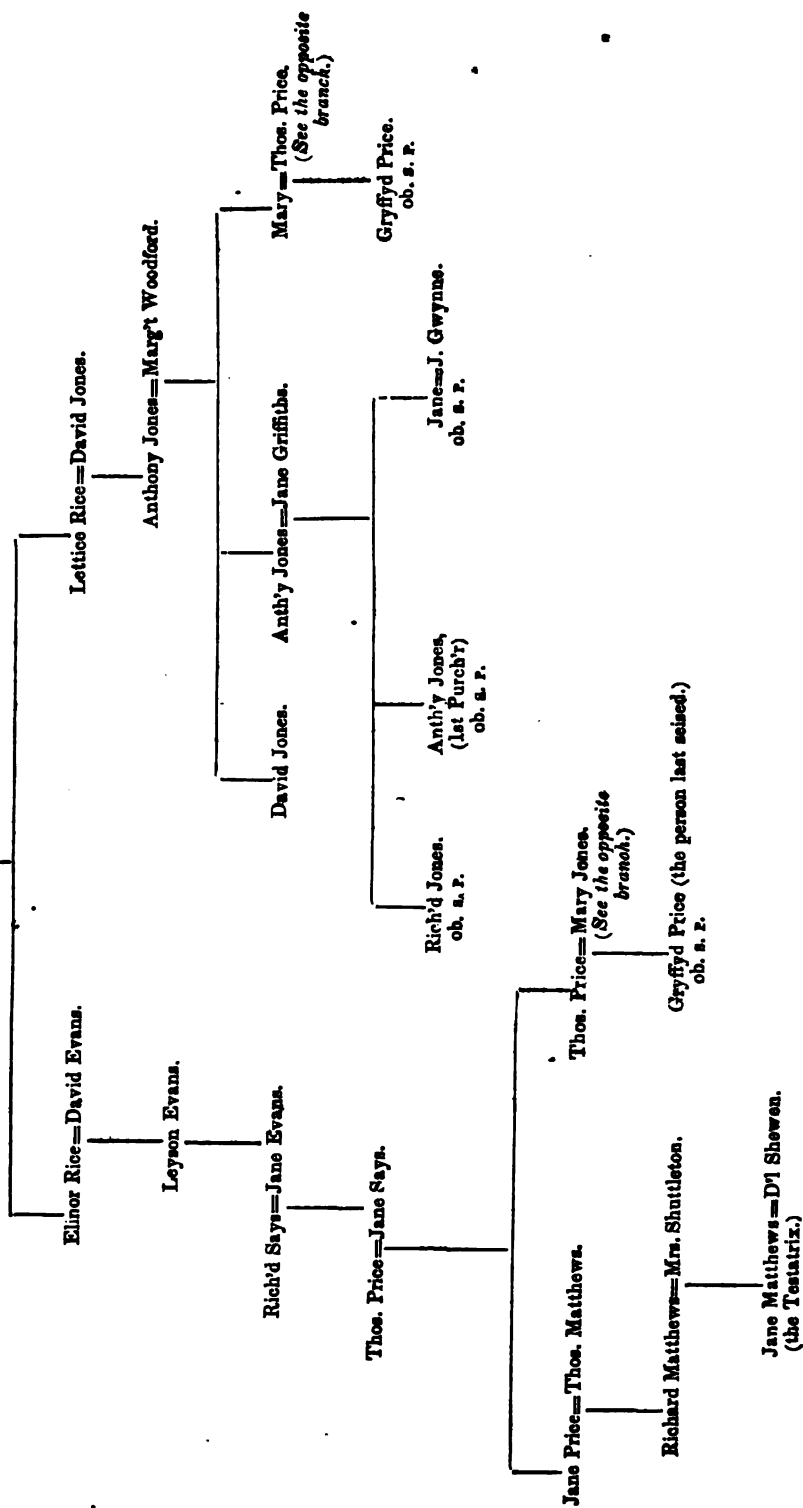 Elinor Rice=David Evans.
Lettice Rice=David Jones.
Leyson Evans.
Anthony Jones=Marg't Woodford.
Rich'd Says=Jane Evans.
David Jones.
Anth'y Jones=Jane Griffiths.
Mary=Thos. Price.
(See the opposite
branch.)
Thos. Price=Jane Says.
Rich'd Jones.
ob. s. p.
Anth'y Jones,
(1st Purch'r)
ob. s. p.
Jane=J. Gwynne.
ob. s. p.
Gryffyd Price.
ob. s. p.
Jane Price=Thos. Matthews.
Thos. Price=Mary Jones.
(See the opposite
branch.)
Richard Matthews=Mrs. Shuttleton.
Gryffyd Price (the person last seised.)
ob. s. p.
Jane Matthews=D'l Shewen.
(the Testatrix.)